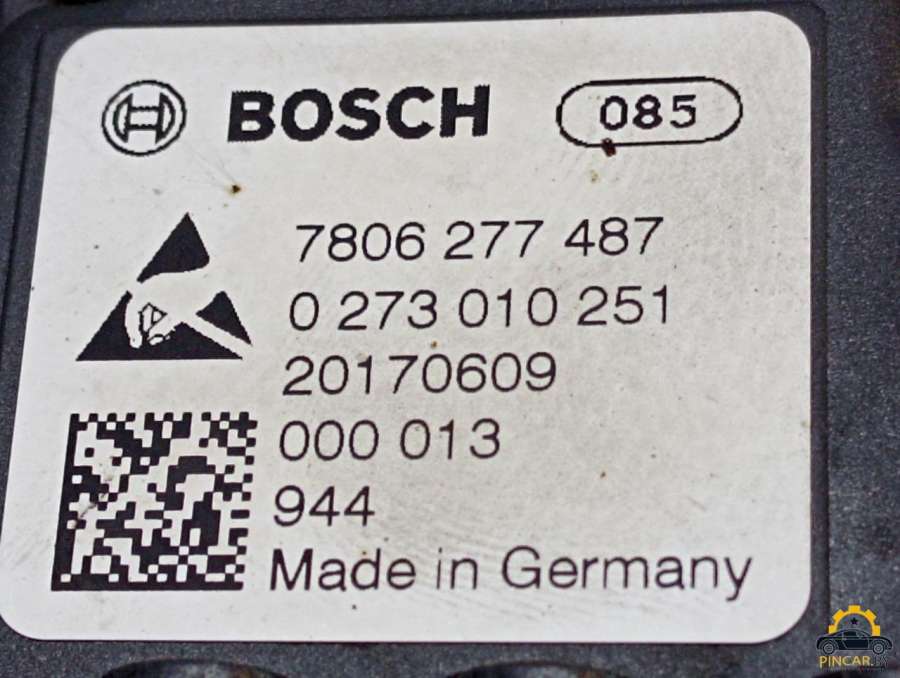 BOSCH 085
7806 277 487
0 273 010 251
20170609
000 013
944
Made in Germany
PINCAR.BY